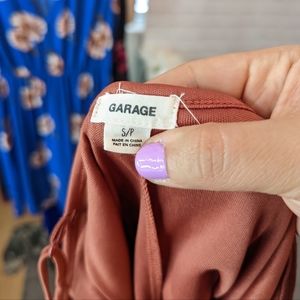 GARAGE
S/P
MADE IN CHINA
FAIT EN CHINE